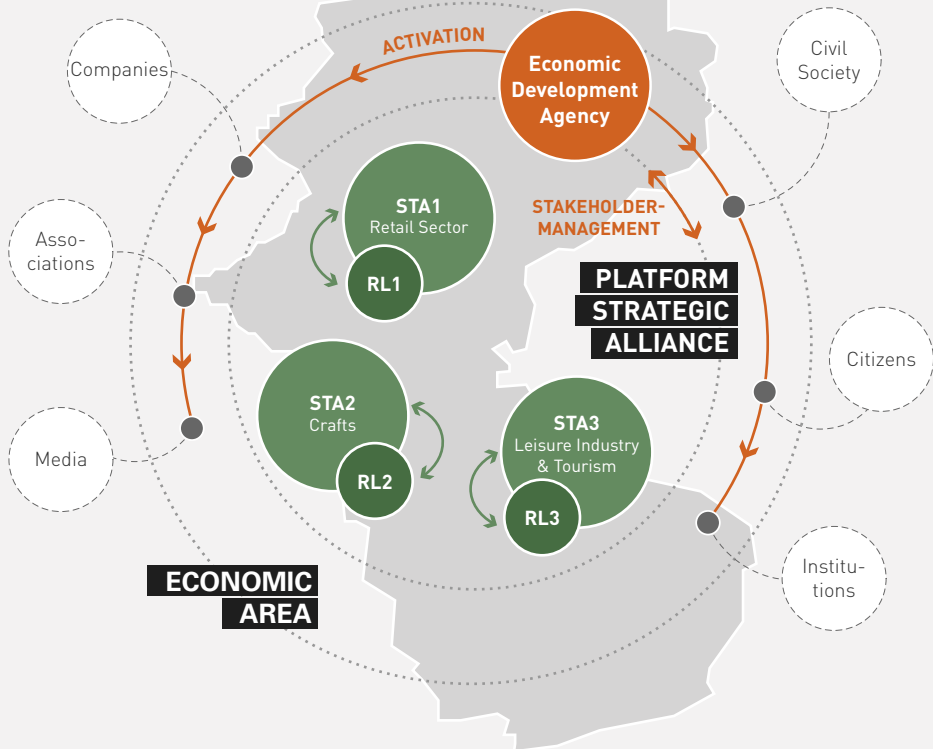 ACTIVATION
Economic
Development
Agency
Civil
Society
Companies
STA1
Retail Sector
RL1
STAKEHOLDER-
MANAGEMENT
Asso-
ciations
PLATFORM
STRATEGIC
ALLIANCE
Citizens
STA2
Crafts
RL2
STA3
Leisure Industry
& Tourism
RL3
Media
ECONOMIC
AREA
Institu-
tions